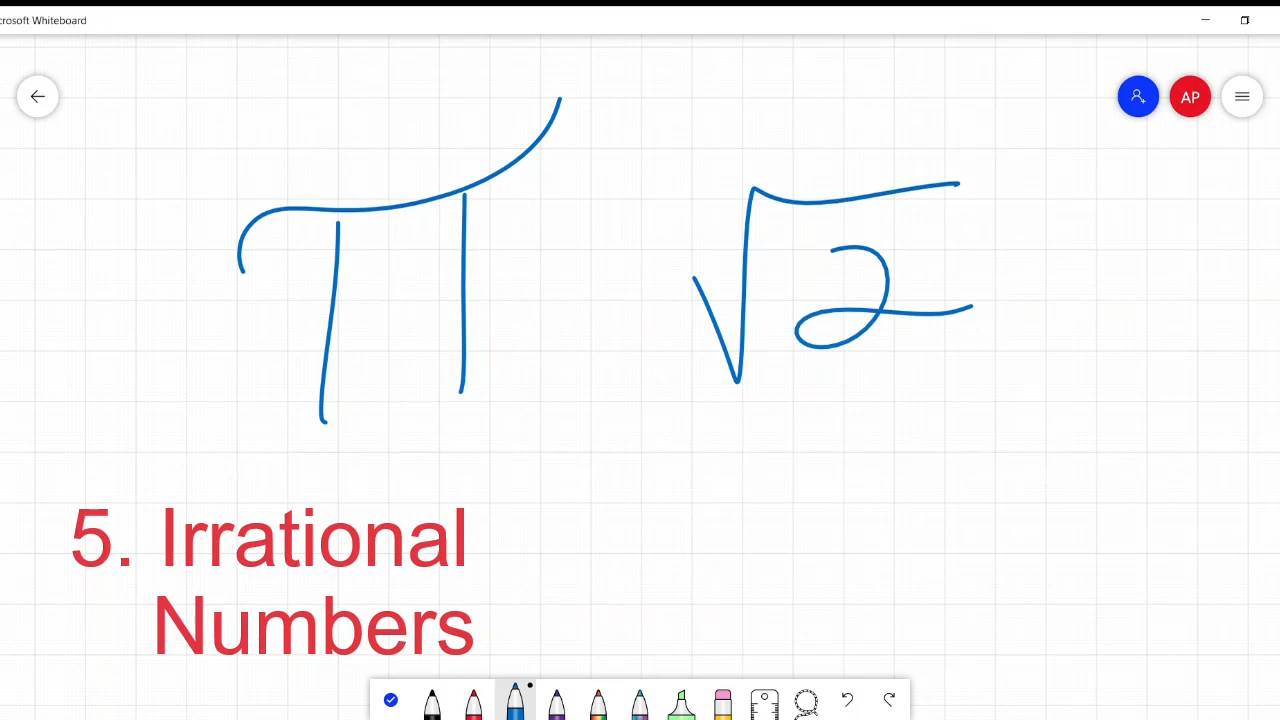 crosoft Whiteboard
AP
π √2
5. Irrational
Numbers